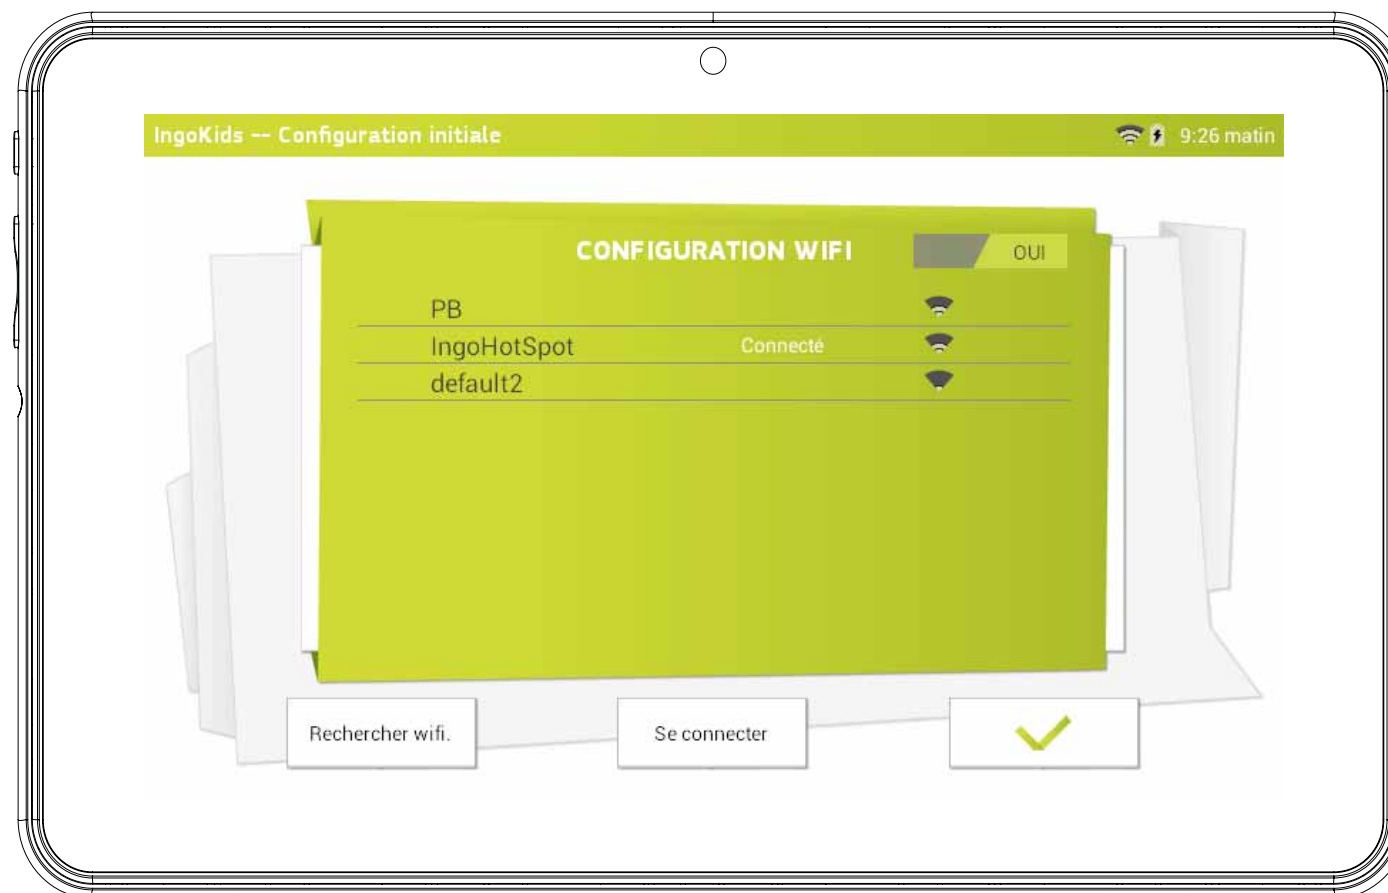 IngoKids -- Configuration initiale
9:26 matin
CONFIGURATION WIFI
OUI
PB
IngoHotSpot Connecté
default2
Rechercher wifi.
Se connecter